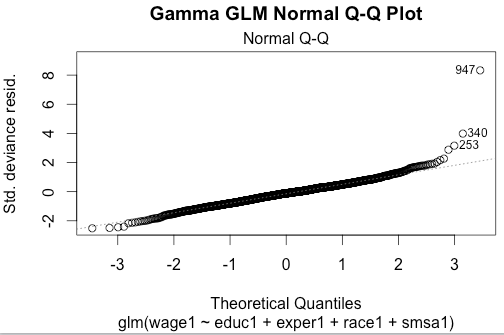 Gamma GLM Normal Q-Q Plot
Normal Q-Q
Std. deviance resid.
8
6
4
2
0
-2
947
340
253
-3 -2 -1 0 1 2 3
Theoretical Quantiles
glm(wage1 ~ educ1 + exper1 + race1 + smsa1)